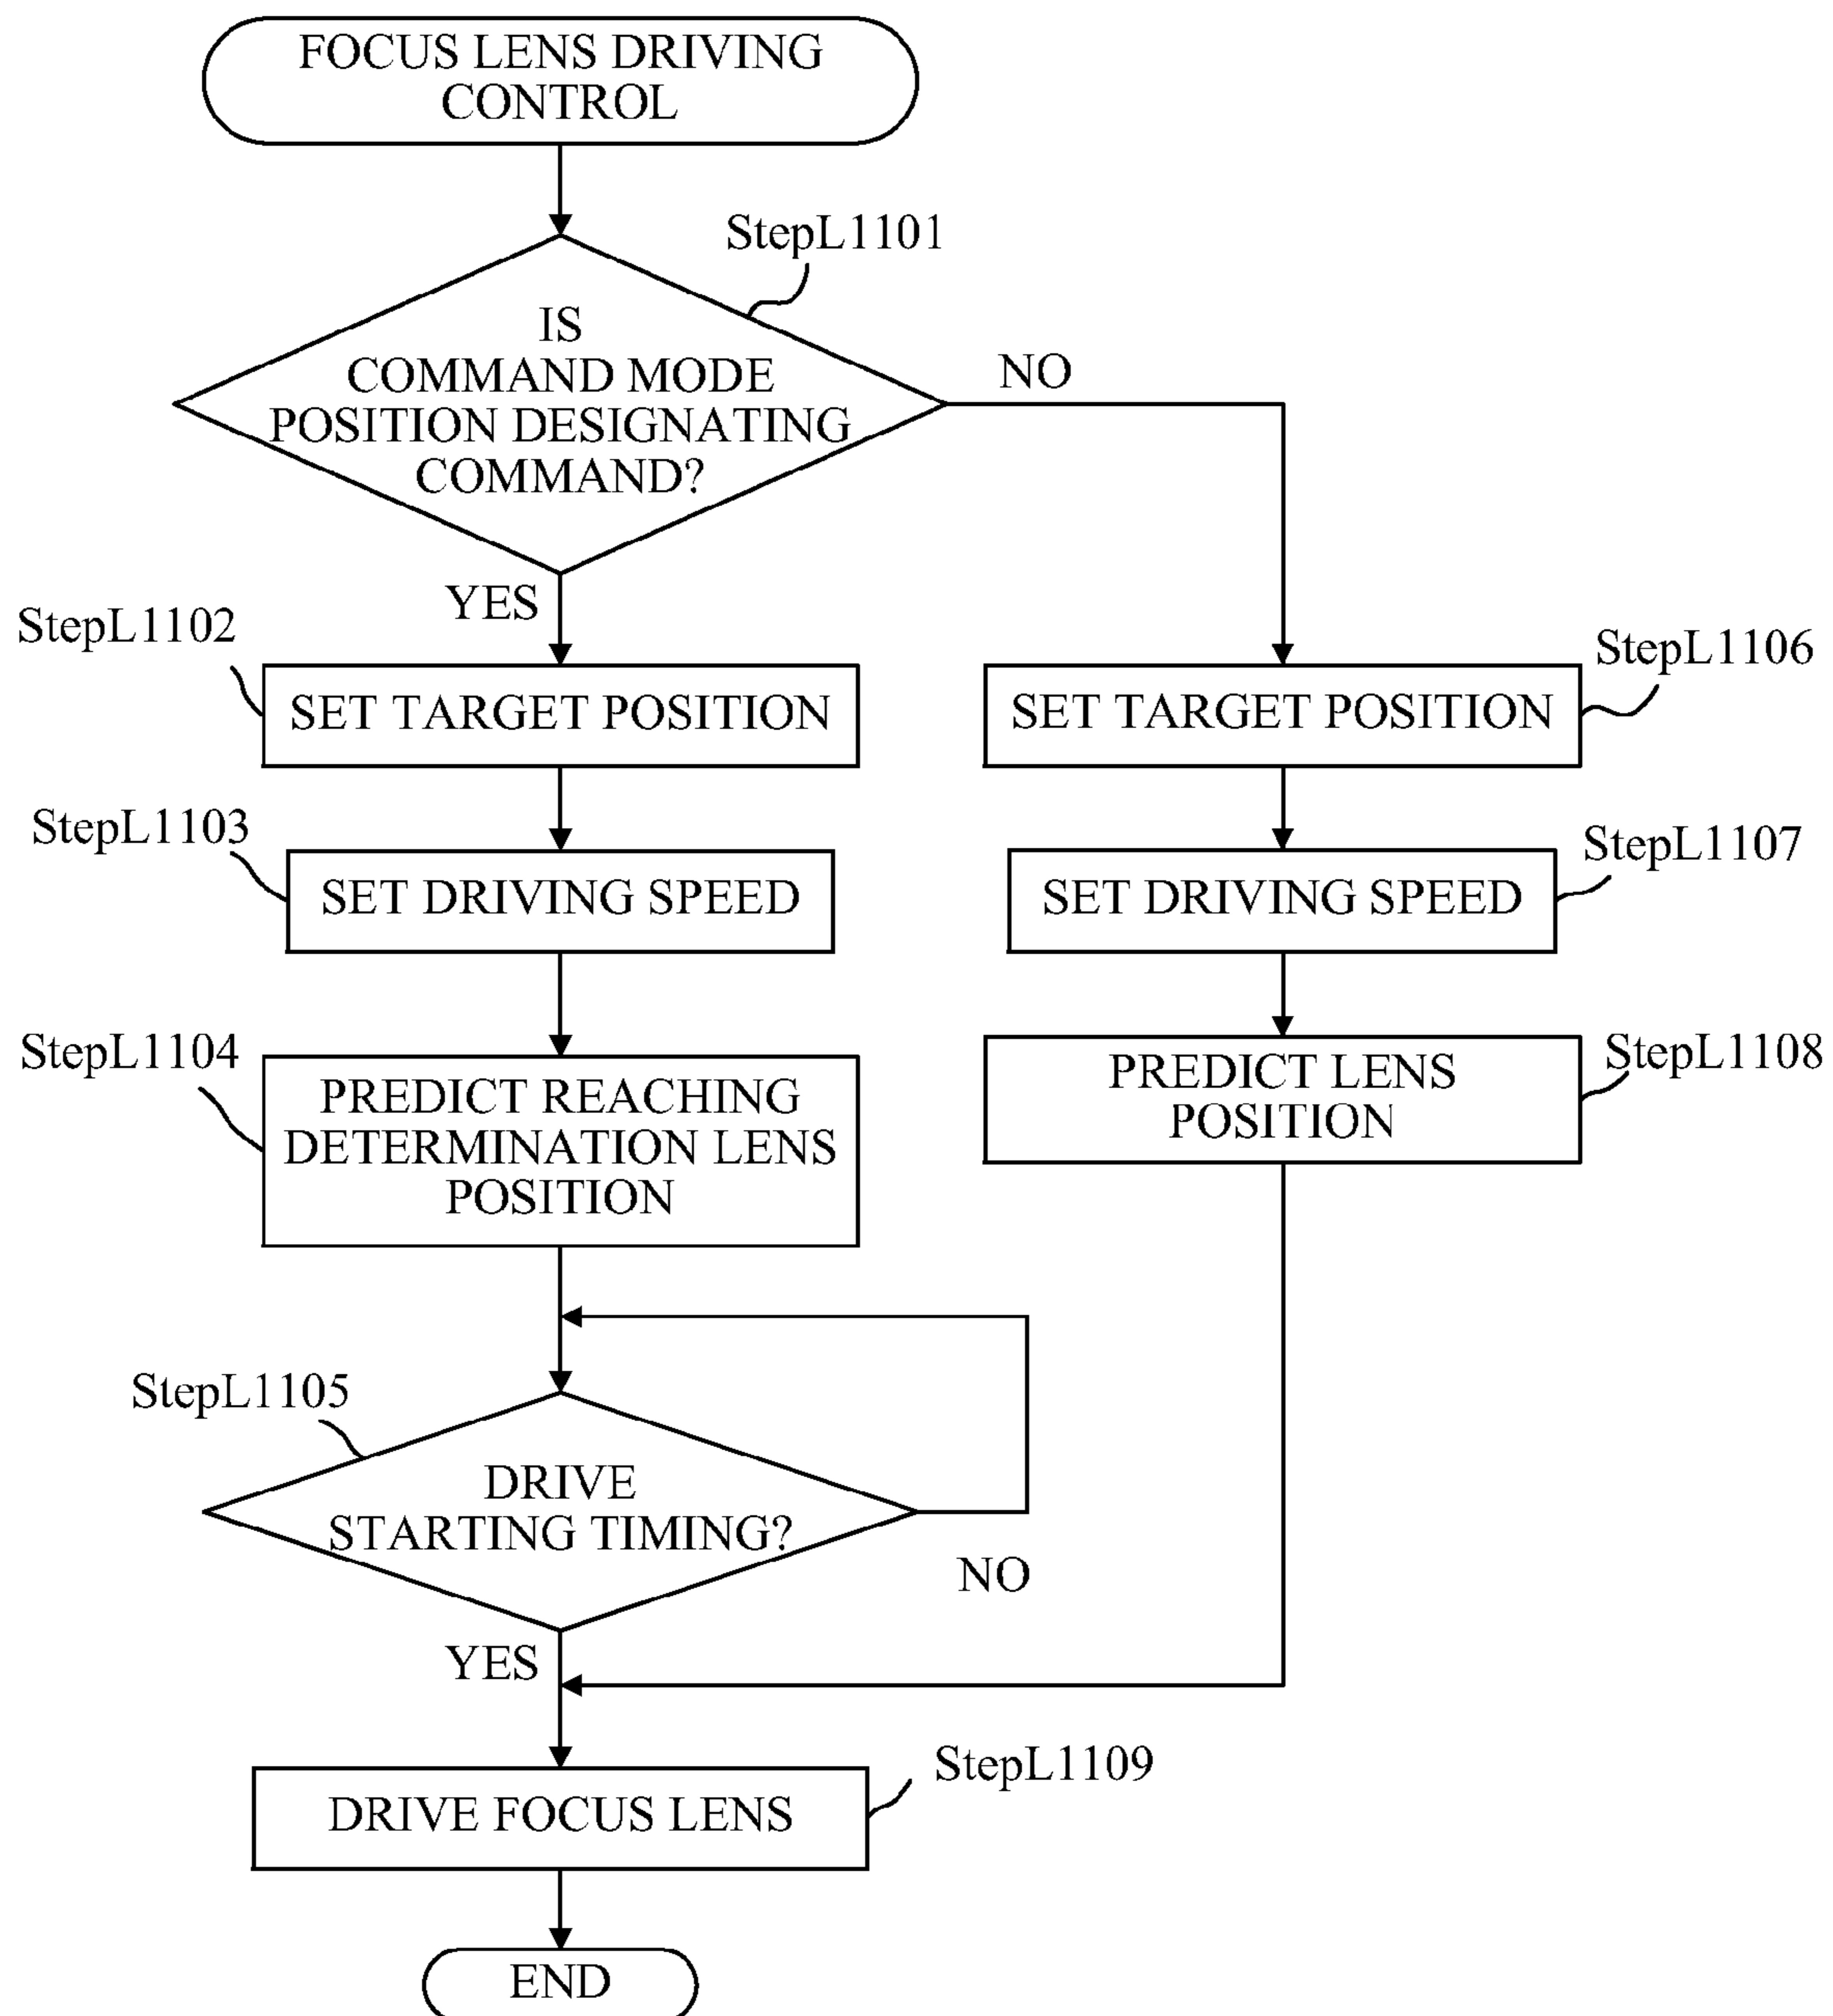 FOCUS LENS DRIVING
CONTROL
StepL1101
IS
COMMAND MODE
POSITION DESIGNATING
COMMAND?
NO
YES
StepL1102
SET TARGET POSITION
StepL1106
SET TARGET POSITION
StepL1103
SET DRIVING SPEED
StepL1107
SET DRIVING SPEED
StepL1104
PREDICT REACHING
DETERMINATION LENS
POSITION
StepL1108
PREDICT LENS
POSITION
StepL1105
DRIVE
STARTING TIMING?
NO
YES
StepL1109
DRIVE FOCUS LENS
END